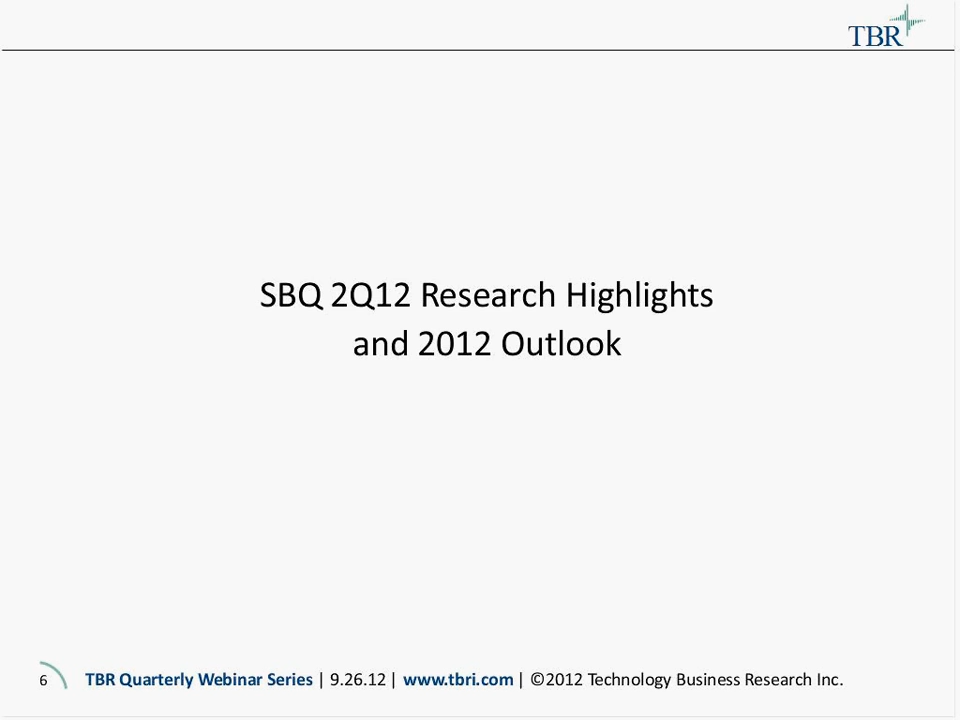 TBR
SBQ 2Q12 Research Highlights
and 2012 Outlook
6 TBR Quarterly Webinar Series | 9.26.12 | www.tbri.com | ©2012 Technology Business Research Inc.